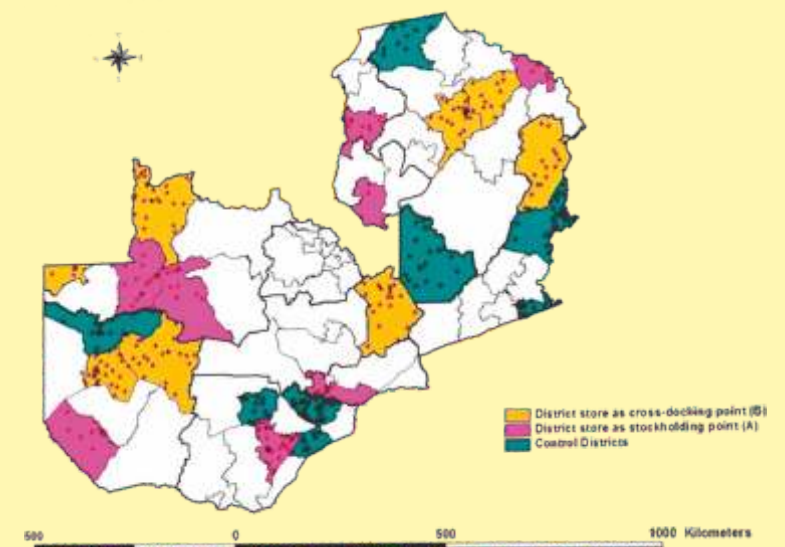 District store as cross-docking point (B)
District store as stockholding point (A)
Control Districts
500 0 500 1000 Kilometers